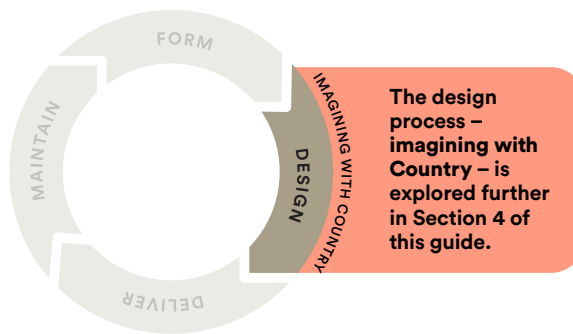 FORM
MAINTAIN
DESIGN
IMAGINING WITH COUNTRY
DELIVER
The design
process –
imagining with
Country – is
explored further
in Section 4 of
this guide.